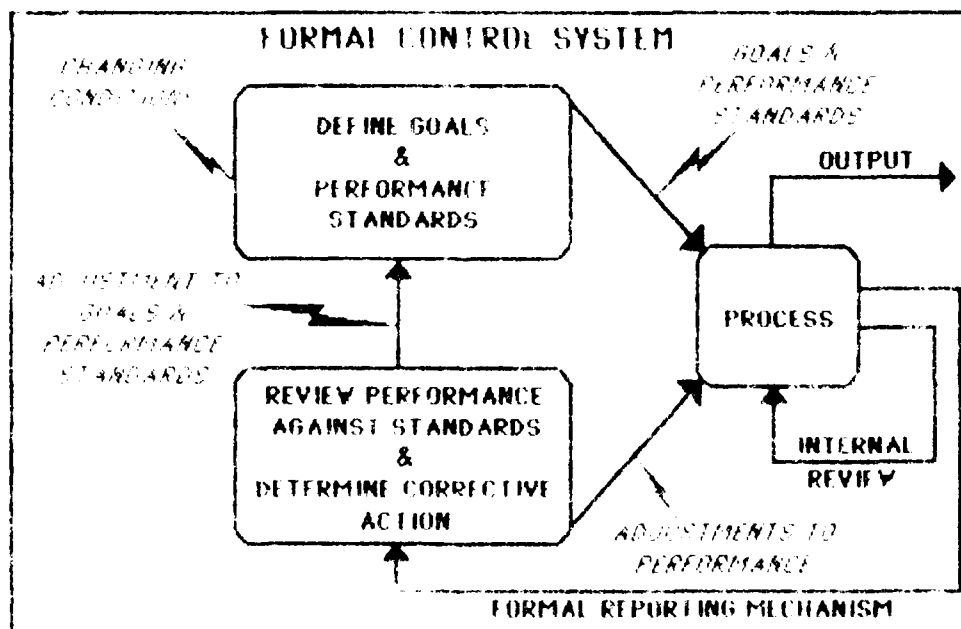 FORMAL CONTROL SYSTEM
CHANGING
CONDITIONS
GOALS &
PERFORMANCE
STANDARDS
DEFINE GOALS
&
PERFORMANCE
STANDARDS
OUTPUT
ADJUSTMENT TO
GOALS &
PERFORMANCE
STANDARDS
PROCESS
REVIEW PERFORMANCE
AGAINST STANDARDS
&
DETERMINE CORRECTIVE
ACTION
INTERNAL
REVIEW
ADJUSTMENTS TO
PERFORMANCE
FORMAL REPORTING MECHANISM